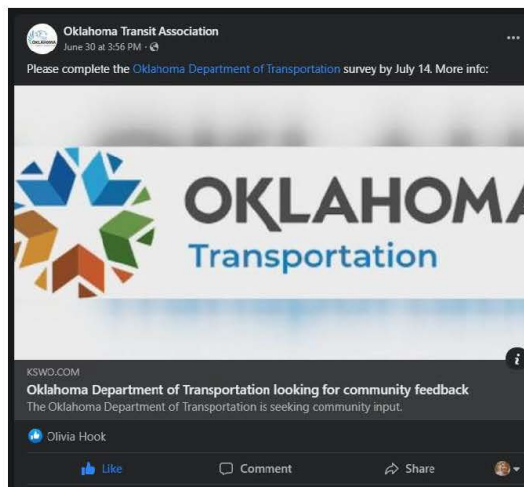 Oklahoma Transit Association
June 30 at 3:56 PM ·
Please complete the Oklahoma Department of Transportation survey by July 14. More info:
OKLAHOMA
Transportation
KSWO.COM
Oklahoma Department of Transportation looking for community feedback
The Oklahoma Department of Transportation is seeking community input.
Olivia Hook
Like Comment Share